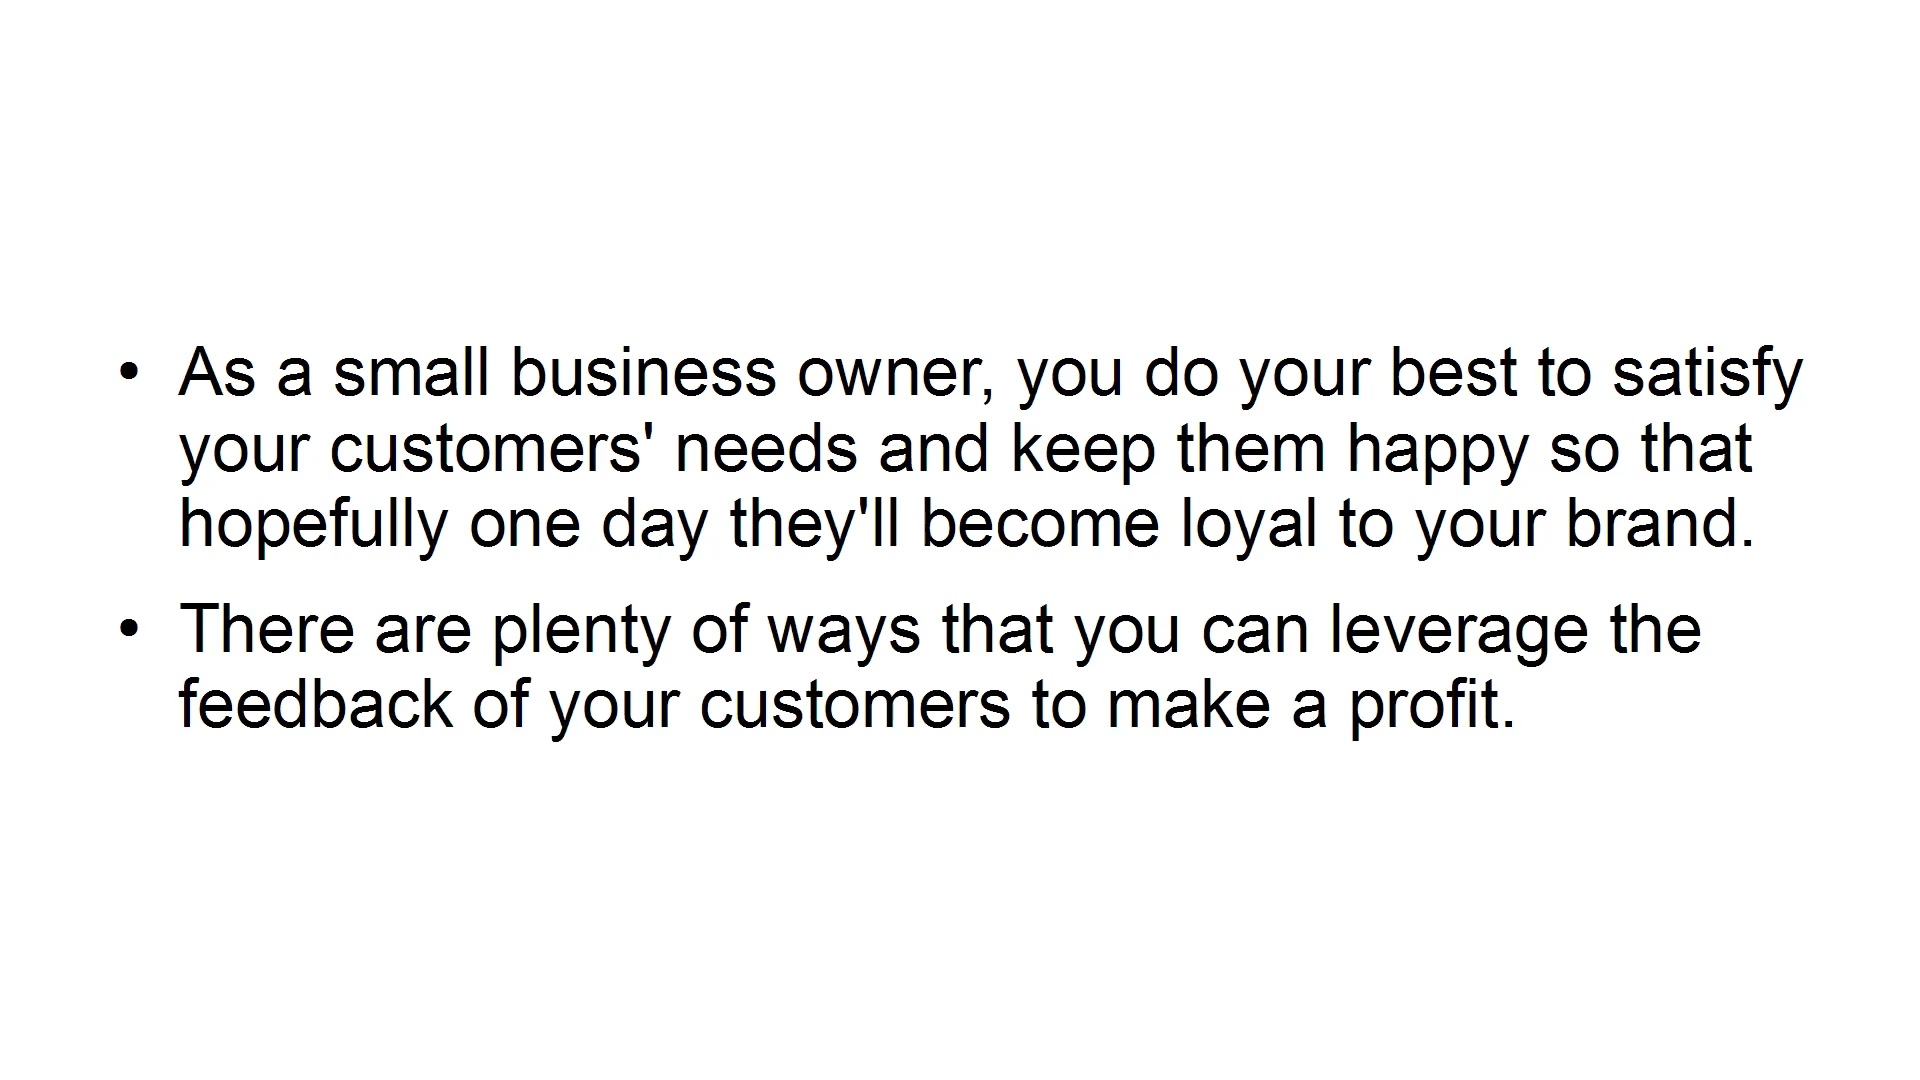 • As a small business owner, you do your best to satisfy
your customers' needs and keep them happy so that
hopefully one day they'll become loyal to your brand.
• There are plenty of ways that you can leverage the
feedback of your customers to make a profit.